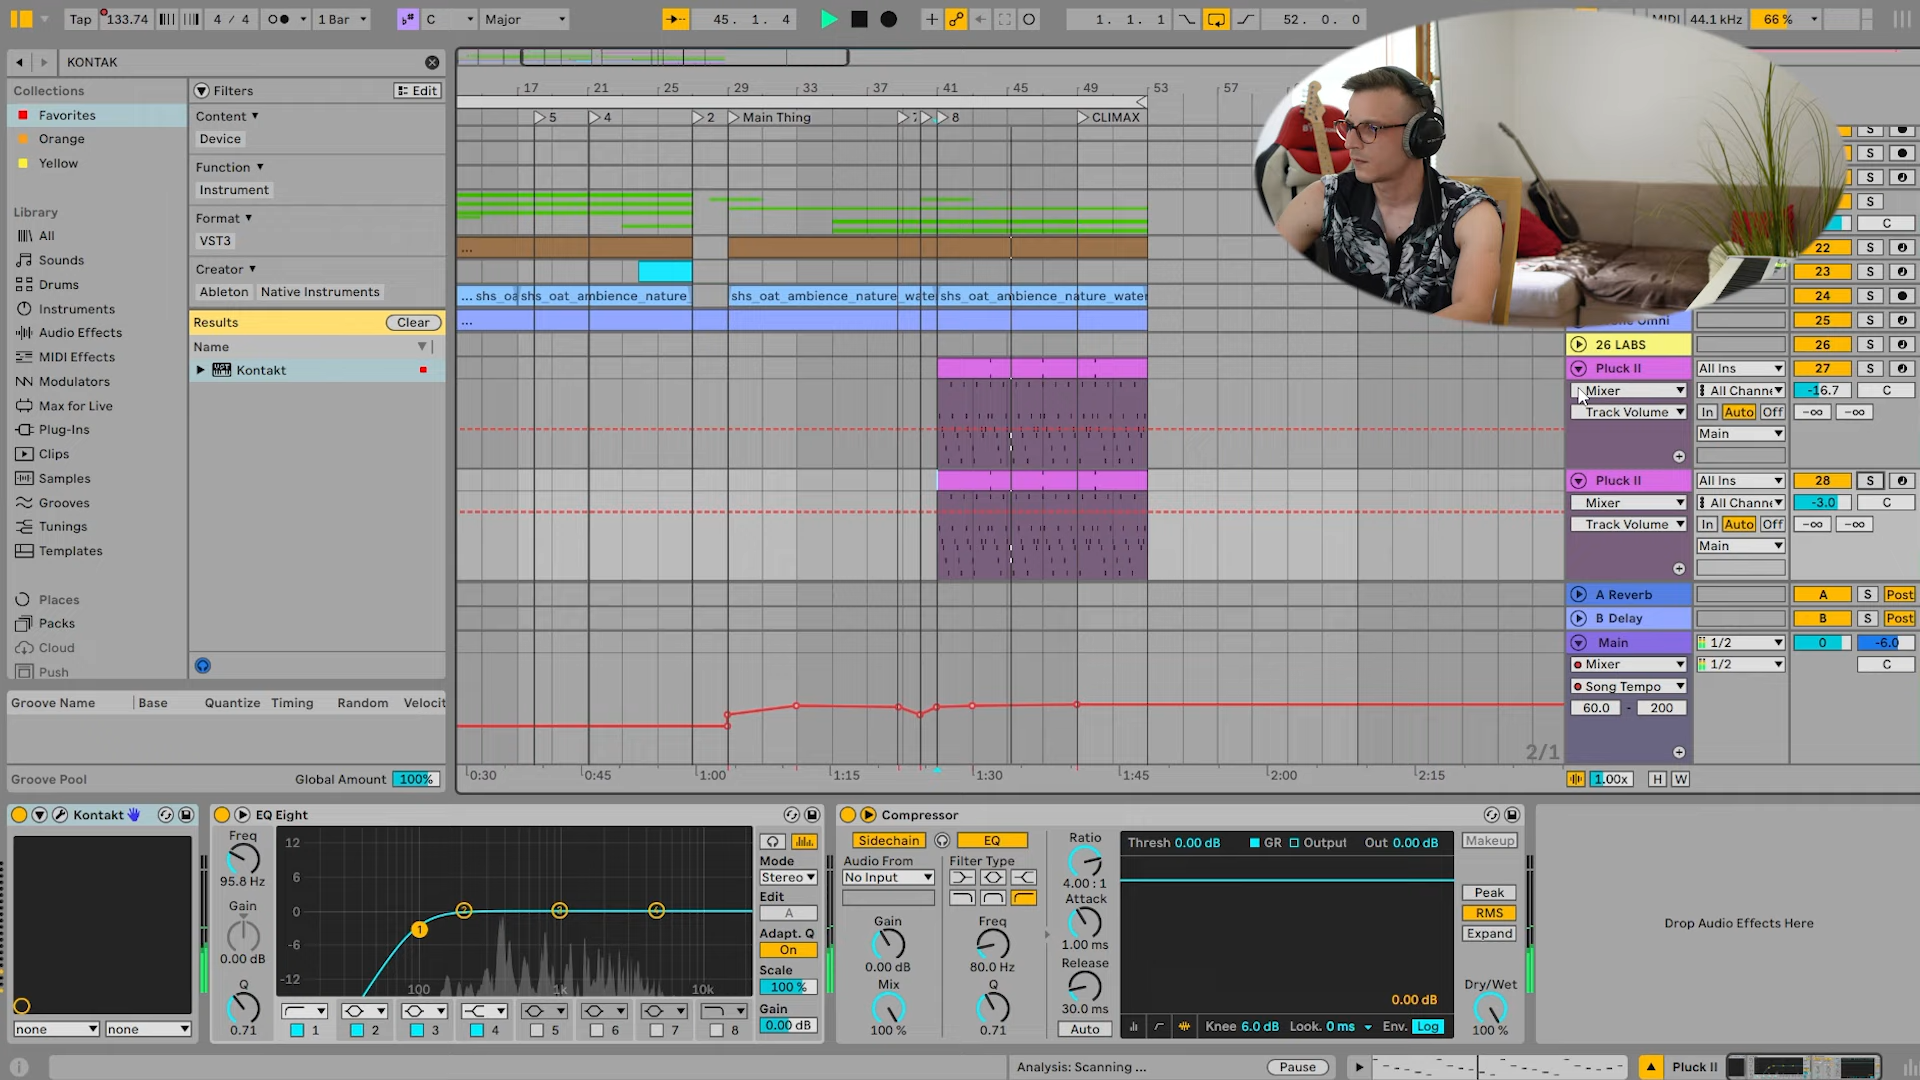 Tap 133.74 4 / 4 1 Bar C Major 45. 1. 4 1. 1. 1 52. 0. 0 MIDI 44.1 kHz 66 %
KONTAK
Collections
Favorites
Orange
Yellow
Library
All
Sounds
Drums
Instruments
Audio Effects
MIDI Effects
Modulators
Max for Live
Plug-Ins
Clips
Samples
Grooves
Tunings
Templates
Places
Packs
Cloud
Push
Filters Edit
Content
Device
Function
Instrument
Format
VST3
Creator
Ableton Native Instruments
Results Clear
Name
Kontakt
Groove Name Base Quantize Timing Random Velocit
Groove Pool Global Amount 100%
17 21 25 29 33 37 41 45 49 53 57
5 4 2 Main Thing 8 CLIMAX
... shs_oa shs_oat_ambience_nature_ shs_oat_ambience_nature_wate shs_oat_ambience_nature_water
2/1
0:30 0:45 1:00 1:15 1:30 1:45 2:00 2:15
S
S
S
S
C
22 S
23 S
24 S
Omni 25 S
26 LABS 26 S
Pluck II All Ins 27 S
Mixer All Channe -16.7 C
Track Volume In Auto Off -∞ -∞
Main
Pluck II All Ins 28 S
Mixer All Channe -3.0 C
Track Volume In Auto Off -∞ -∞
Main
A Reverb A S Post
B Delay B S Post
Main 1/2 0 -6.0
Mixer 1/2 C
Song Tempo
60.0 - 200
1.00x H W
Kontakt
none none
EQ Eight
Freq
95.8 Hz
Gain
0.00 dB
Q
0.71
12
6
0
-6
-12
1 2 3 4
100 1k 10k
1 2 3 4 5 6 7 8
Mode
Stereo
Edit
A
Adapt. Q
On
Scale
100 %
Gain
0.00 dB
Compressor
Sidechain EQ
Audio From
No Input
Gain
0.00 dB
Mix
100 %
Filter Type
Freq
80.0 Hz
Q
0.71
Ratio
4.00 : 1
Attack
1.00 ms
Release
30.0 ms
Auto
Thresh 0.00 dB GR Output Out 0.00 dB
0.00 dB
Knee 6.0 dB Look. 0 ms Env. Log
Makeup
Peak
RMS
Expand
Dry/Wet
100 %
Drop Audio Effects Here
Analysis: Scanning ... Pause Pluck II